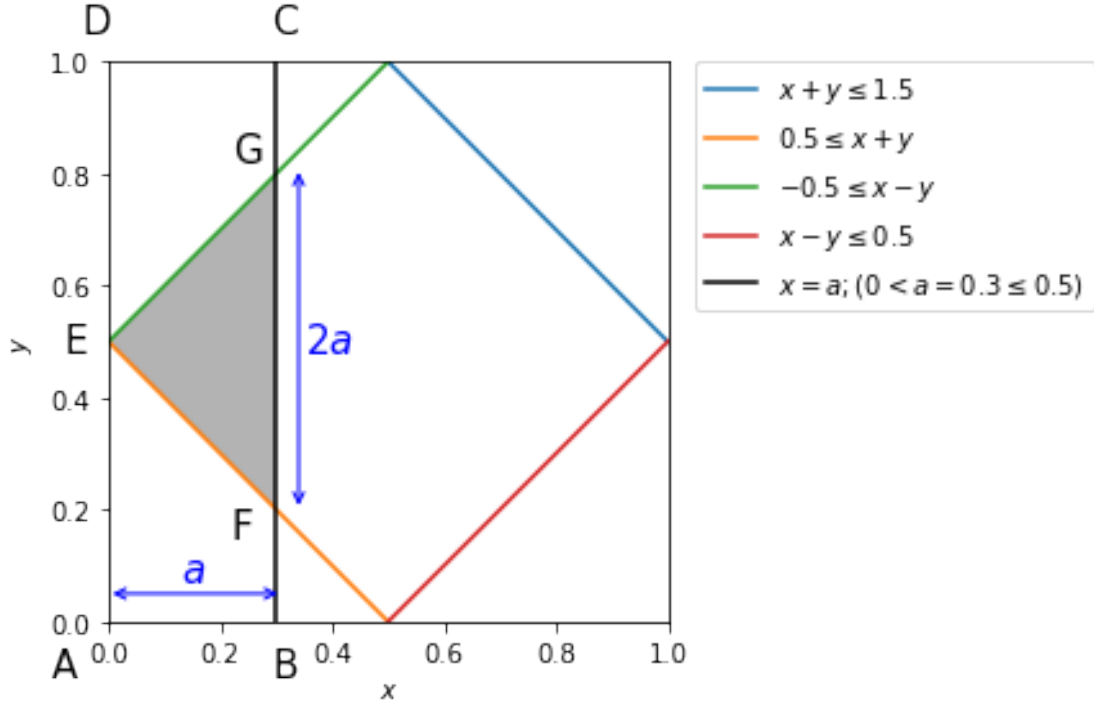 D C
1.0
0.8
0.6
0.4
0.2
0.0
y
G
E
2a
F
a
A 0.0 0.2 B 0.4 0.6 0.8 1.0
x
x + y ≤ 1.5
0.5 ≤ x + y
−0.5 ≤ x − y
x − y ≤ 0.5
x = a; (0 < a = 0.3 ≤ 0.5)